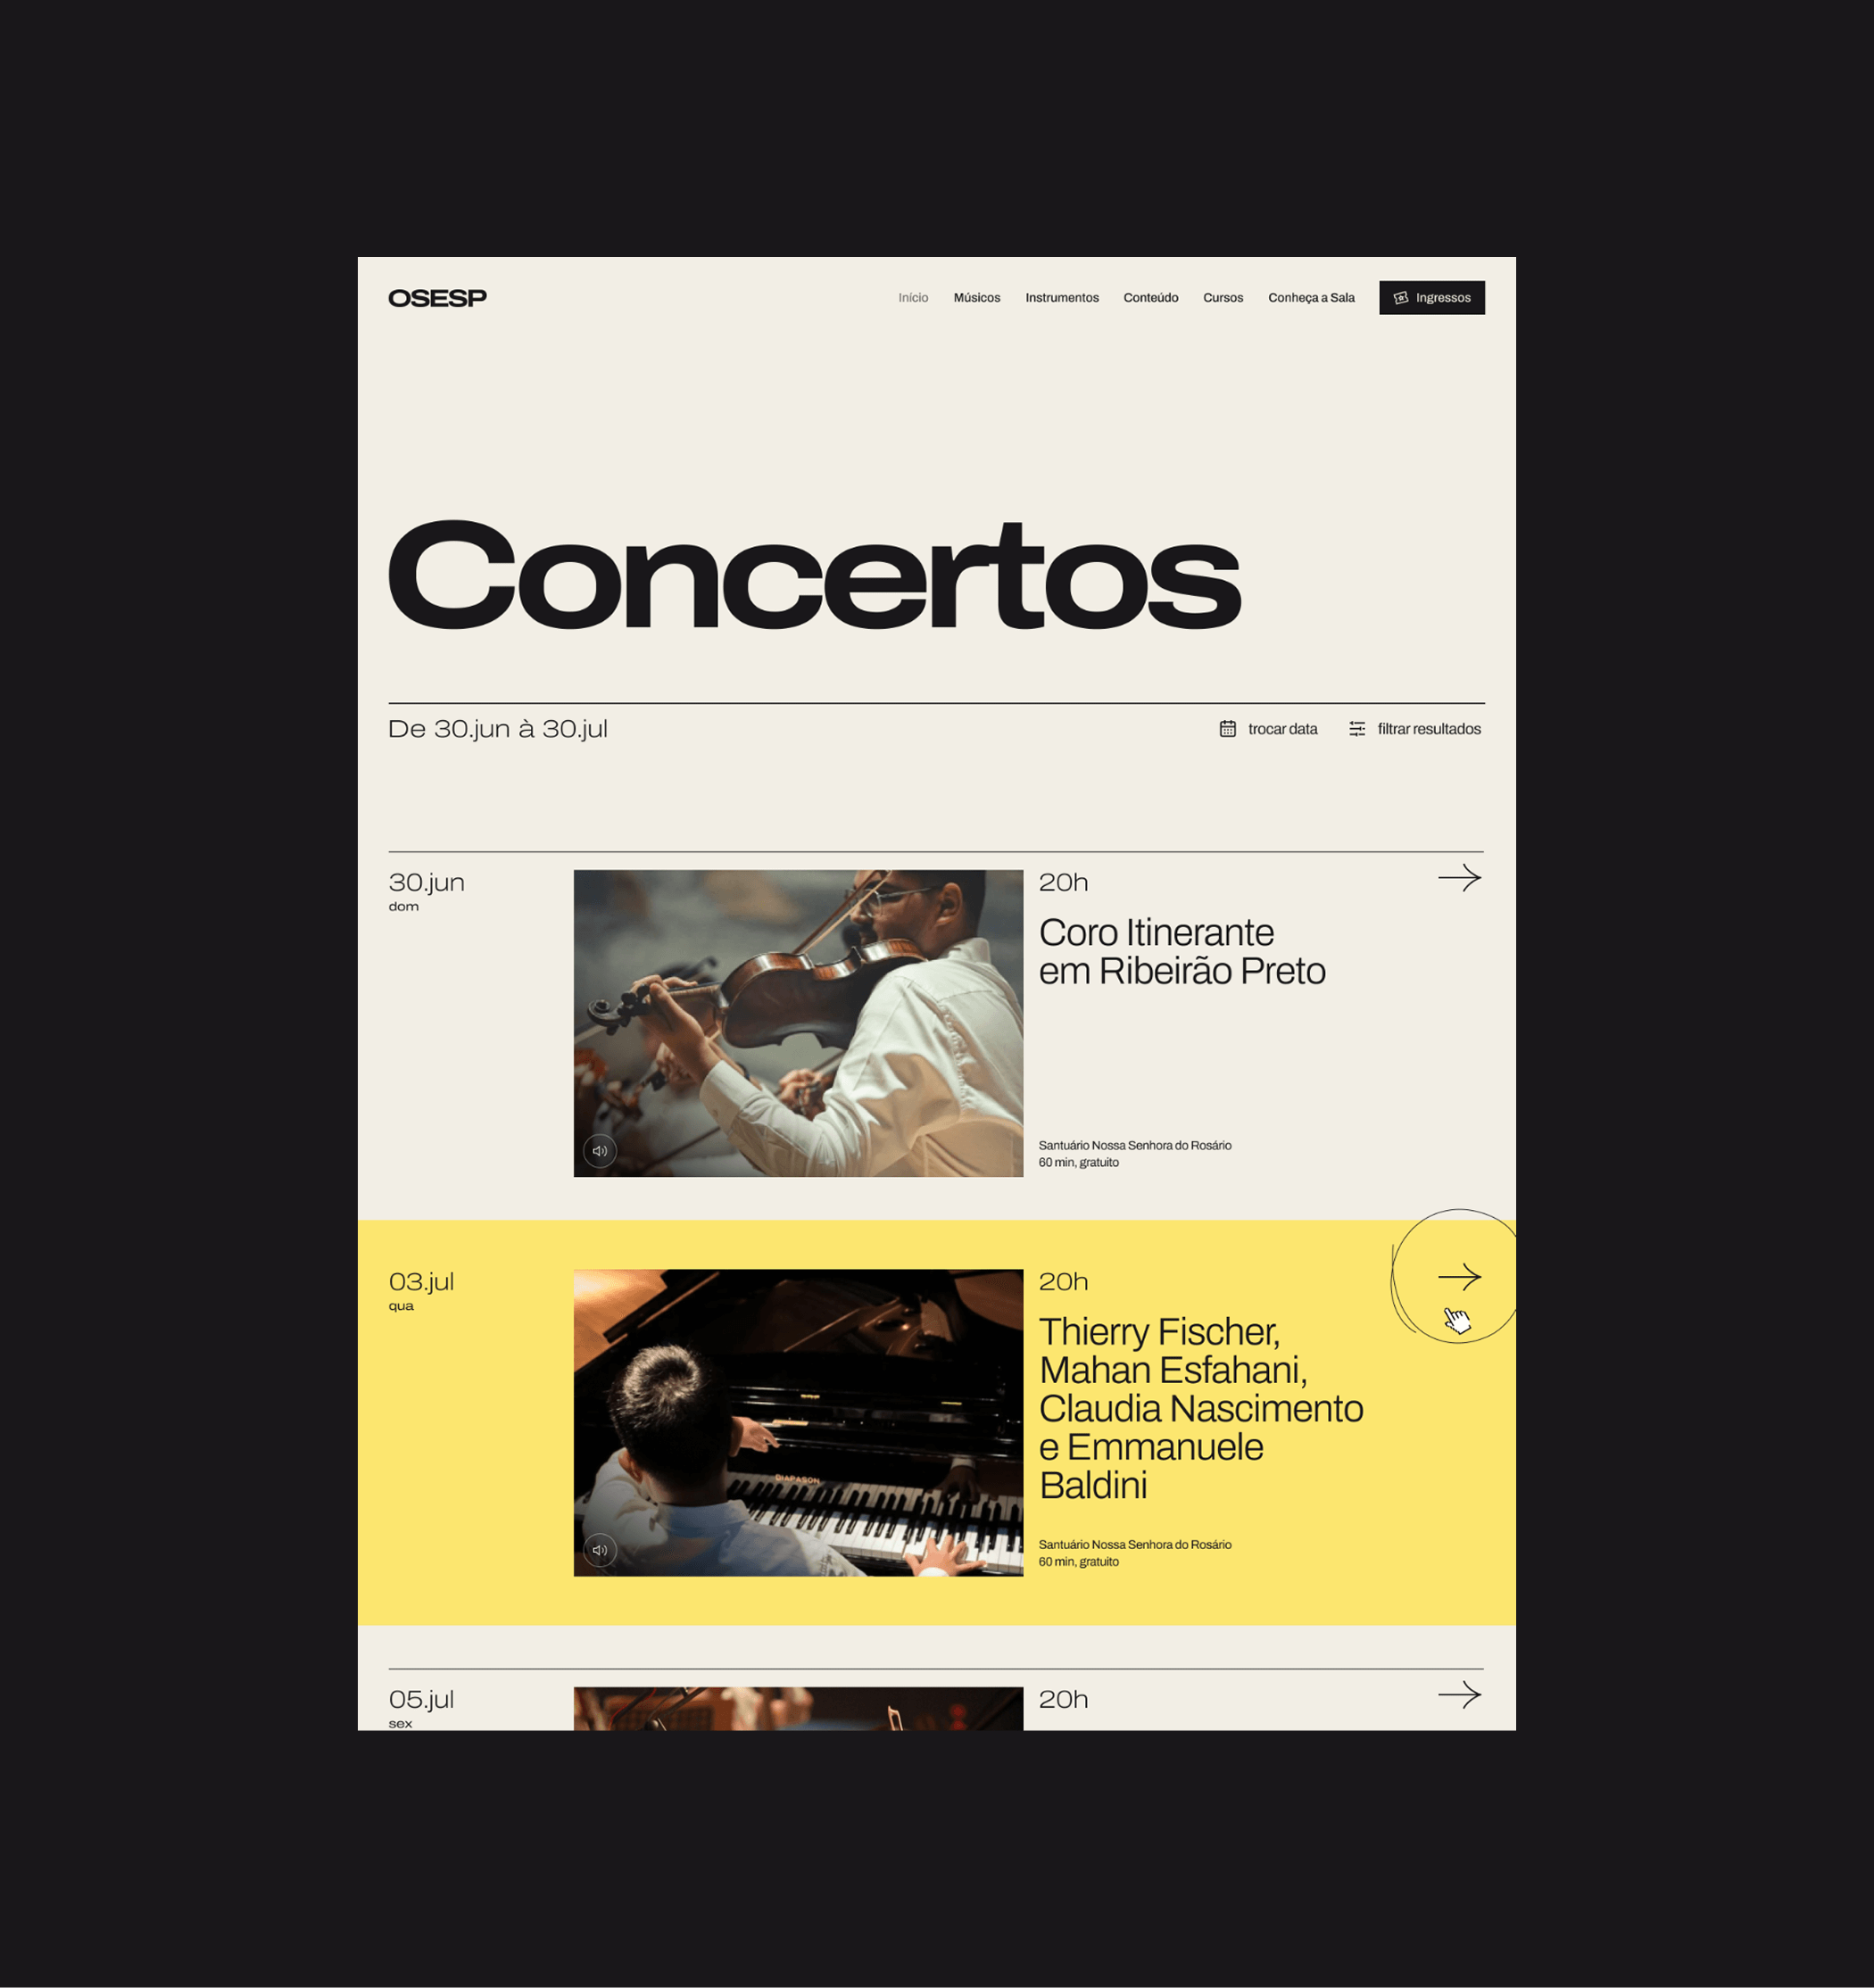 OSESP
Início Músicos Instrumentos Conteúdo Cursos Conheça a Sala Ingressos
Concertos
De 30.jun à 30.jul
trocar data filtrar resultados
30.jun
dom
20h
Coro Itinerante
em Ribeirão Preto
Santuário Nossa Senhora do Rosário
60 min, gratuito
03.jul
qua
DIAPASON
20h
Thierry Fischer,
Mahan Esfahani,
Claudia Nascimento
e Emmanuele
Baldini
Santuário Nossa Senhora do Rosário
60 min, gratuito
05.jul
sex
20h